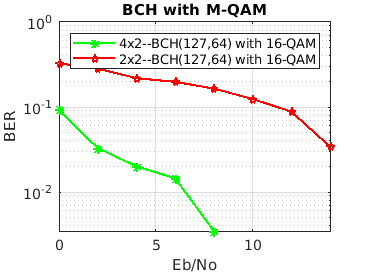 BCH with M-QAM
10^0
4x2--BCH(127,64) with 16-QAM
2x2--BCH(127,64) with 16-QAM
10^-1
BER
10^-2
0 5 10
Eb/No